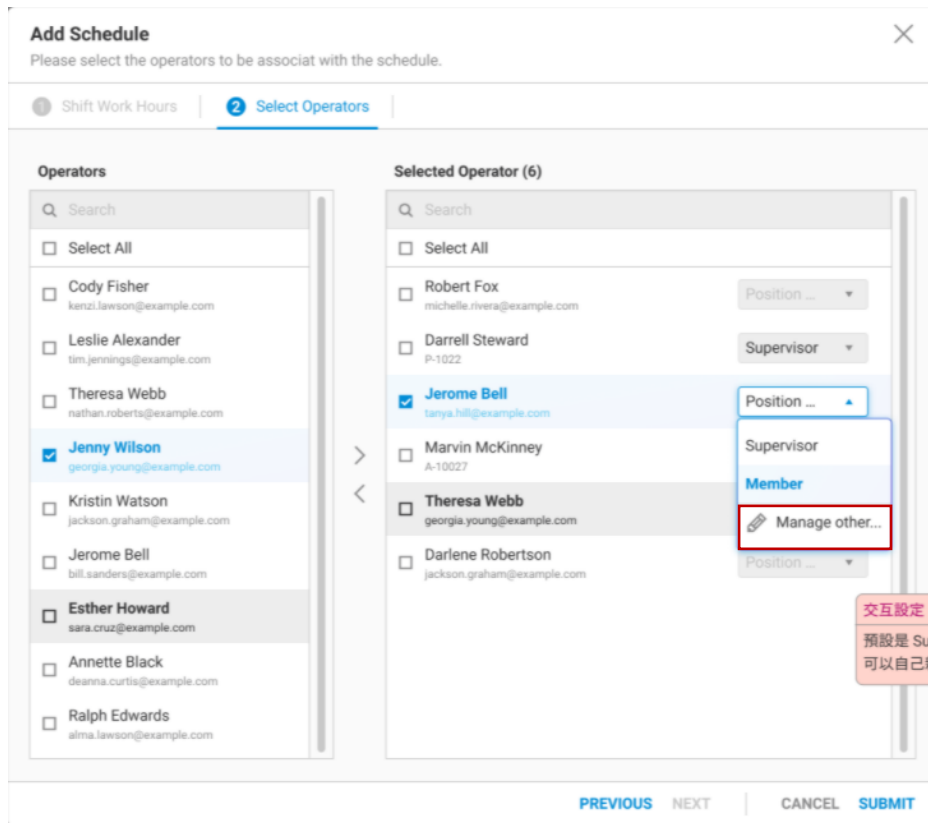 Add Schedule
Please select the operators to be associat with the schedule.
1 Shift Work Hours
2 Select Operators
Operators
Search
Select All
Cody Fisher
kenzi.lawson@example.com
Leslie Alexander
tim.jennings@example.com
Theresa Webb
nathan.roberts@example.com
Jenny Wilson
georgia.young@example.com
Kristin Watson
jackson.graham@example.com
Jerome Bell
bill.sanders@example.com
Esther Howard
sara.cruz@example.com
Annette Black
deanna.curtis@example.com
Ralph Edwards
alma.lawson@example.com
Selected Operator (6)
Search
Select All
Robert Fox
michelle.rivera@example.com
Position ...
Darrell Steward
P-1022
Supervisor
Jerome Bell
tanya.hill@example.com
Position ...
Supervisor
Member
Manage other...
Marvin McKinney
A-10027
Theresa Webb
georgia.young@example.com
Darlene Robertson
jackson.graham@example.com
Position ...
交互設定
預設是 Su
可以自己
PREVIOUS
NEXT
CANCEL
SUBMIT